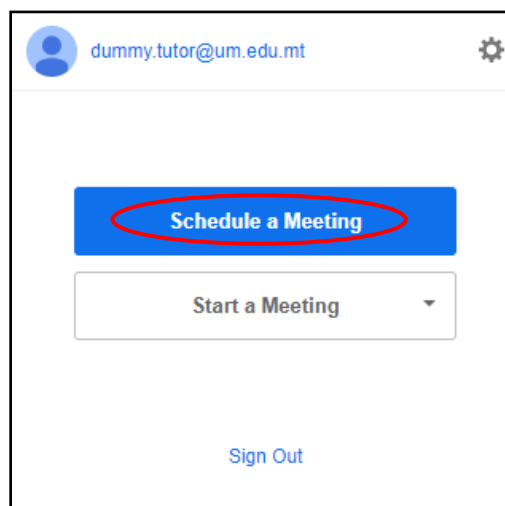 dummy.tutor@um.edu.mt
Schedule a Meeting
Start a Meeting
Sign Out